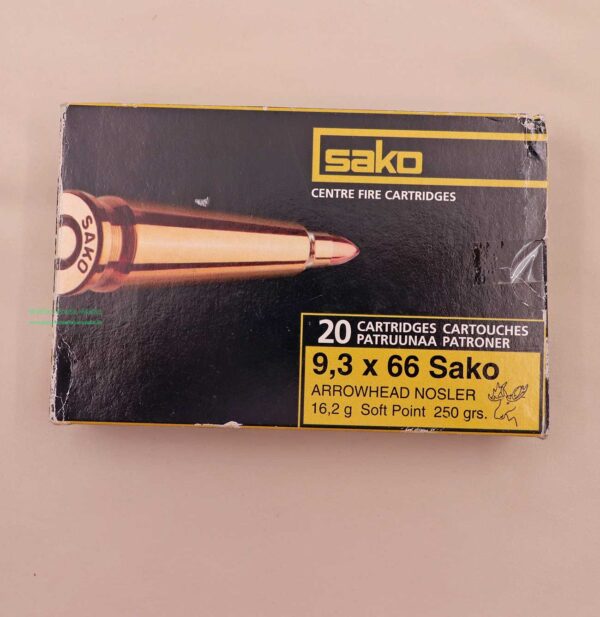 sako
CENTRE FIRE CARTRIDGES
SAKO
20 CARTRIDGES CARTOUCHES
PATRUUNAA PATRONER
9,3 x 66 Sako
ARROWHEAD NOSLER
16,2 g Soft Point 250 grs.